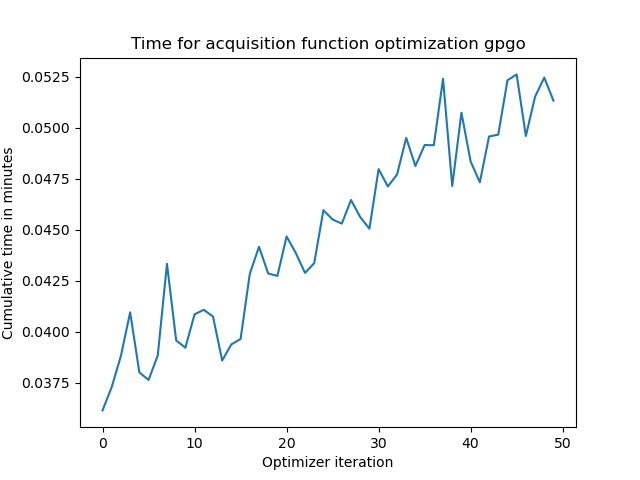 Time for acquisition function optimization gpgo
Cumulative time in minutes
0.0525
0.0500
0.0475
0.0450
0.0425
0.0400
0.0375
0 10 20 30 40 50
Optimizer iteration